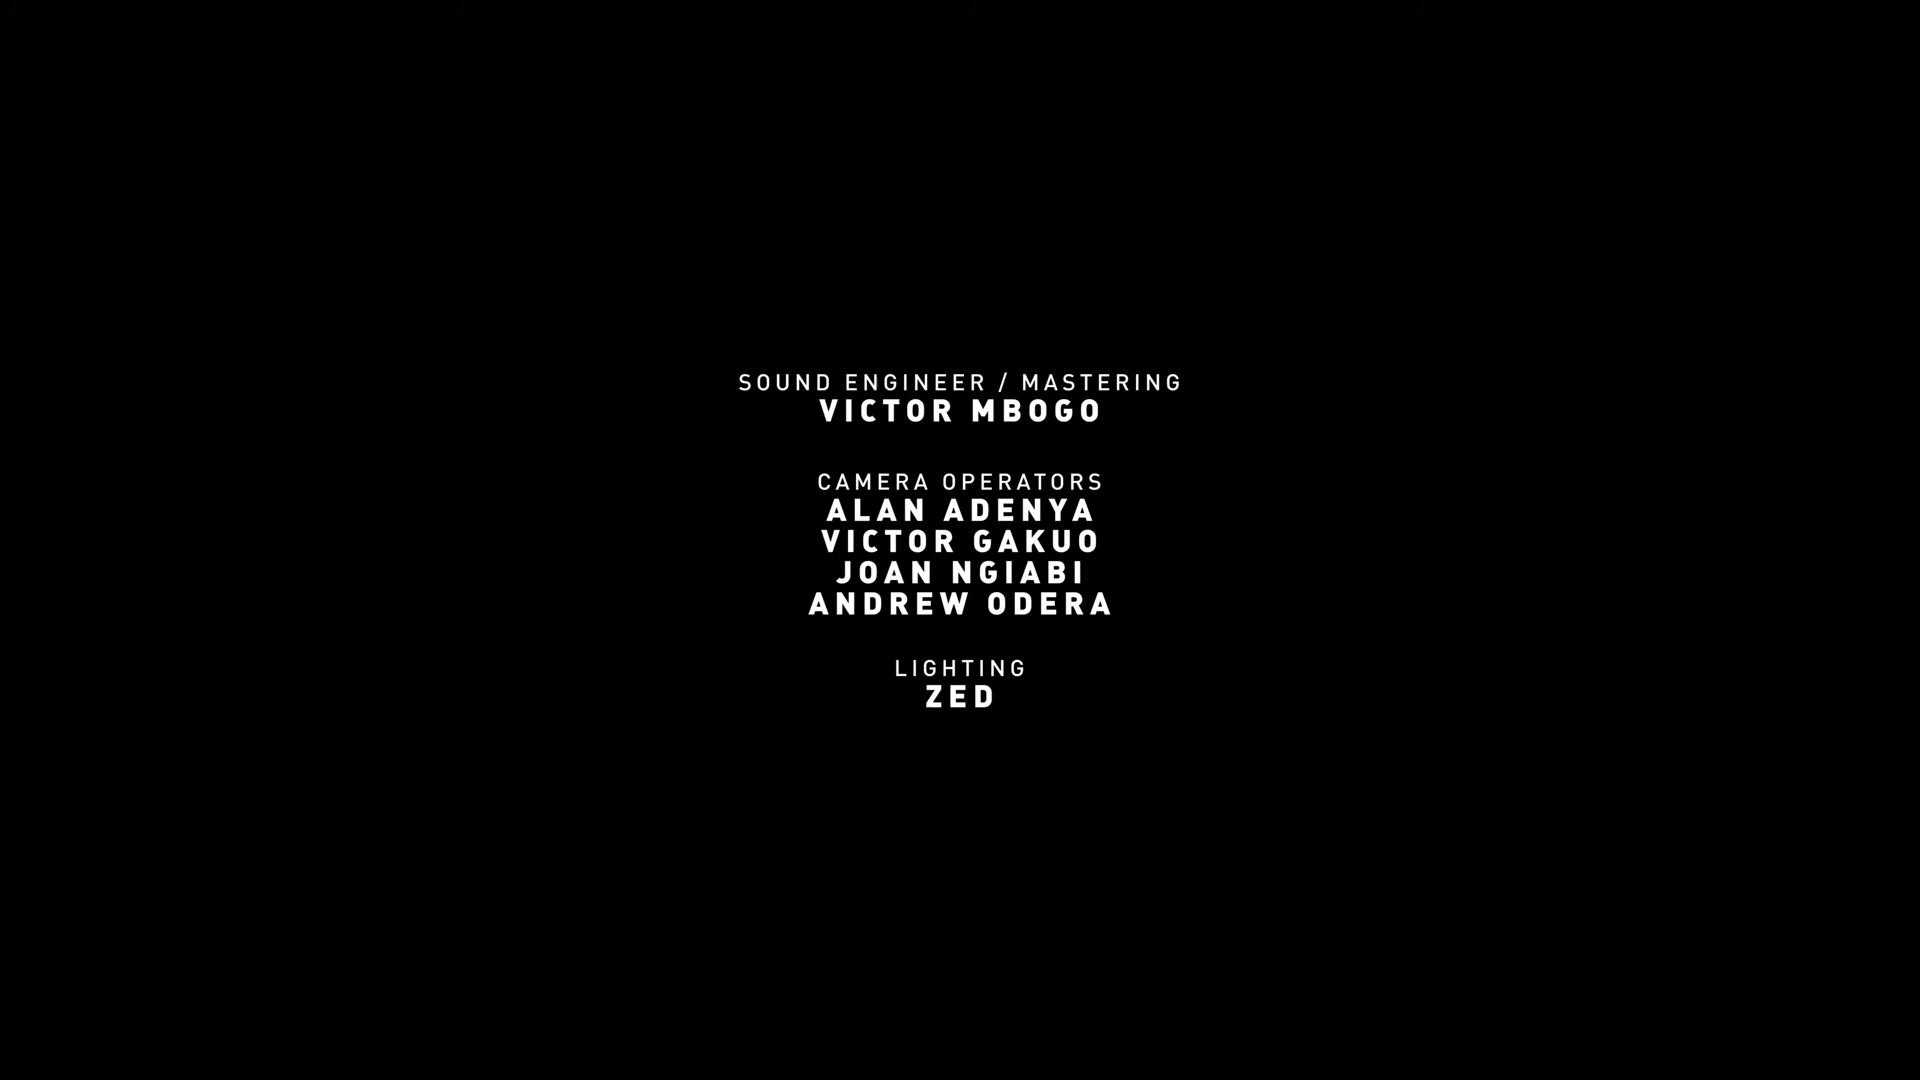 SOUND ENGINEER / MASTERING
VICTOR MBOGO
CAMERA OPERATORS
ALAN ADENYA
VICTOR GAKUO
JOAN NGIABI
ANDREW ODERA
LIGHTING
ZED